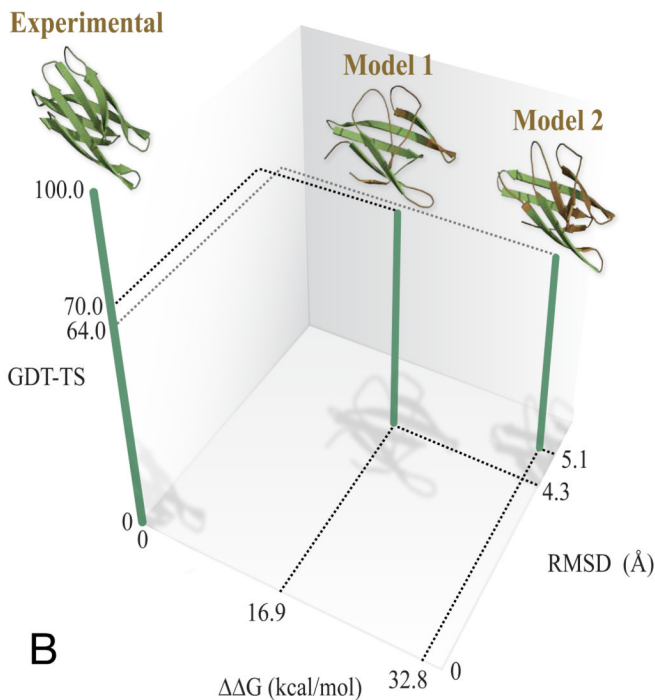 Experimental
Model 1
Model 2
100.0
70.0
64.0
GDT-TS
0
0
5.1
4.3
RMSD (Å)
16.9
0
32.8
ΔΔG (kcal/mol)
B